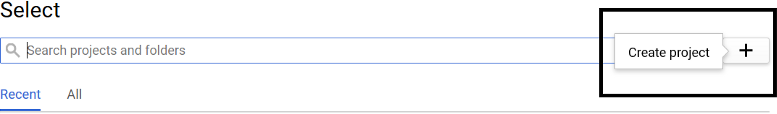 Select
Search projects and folders
Create project +
Recent All